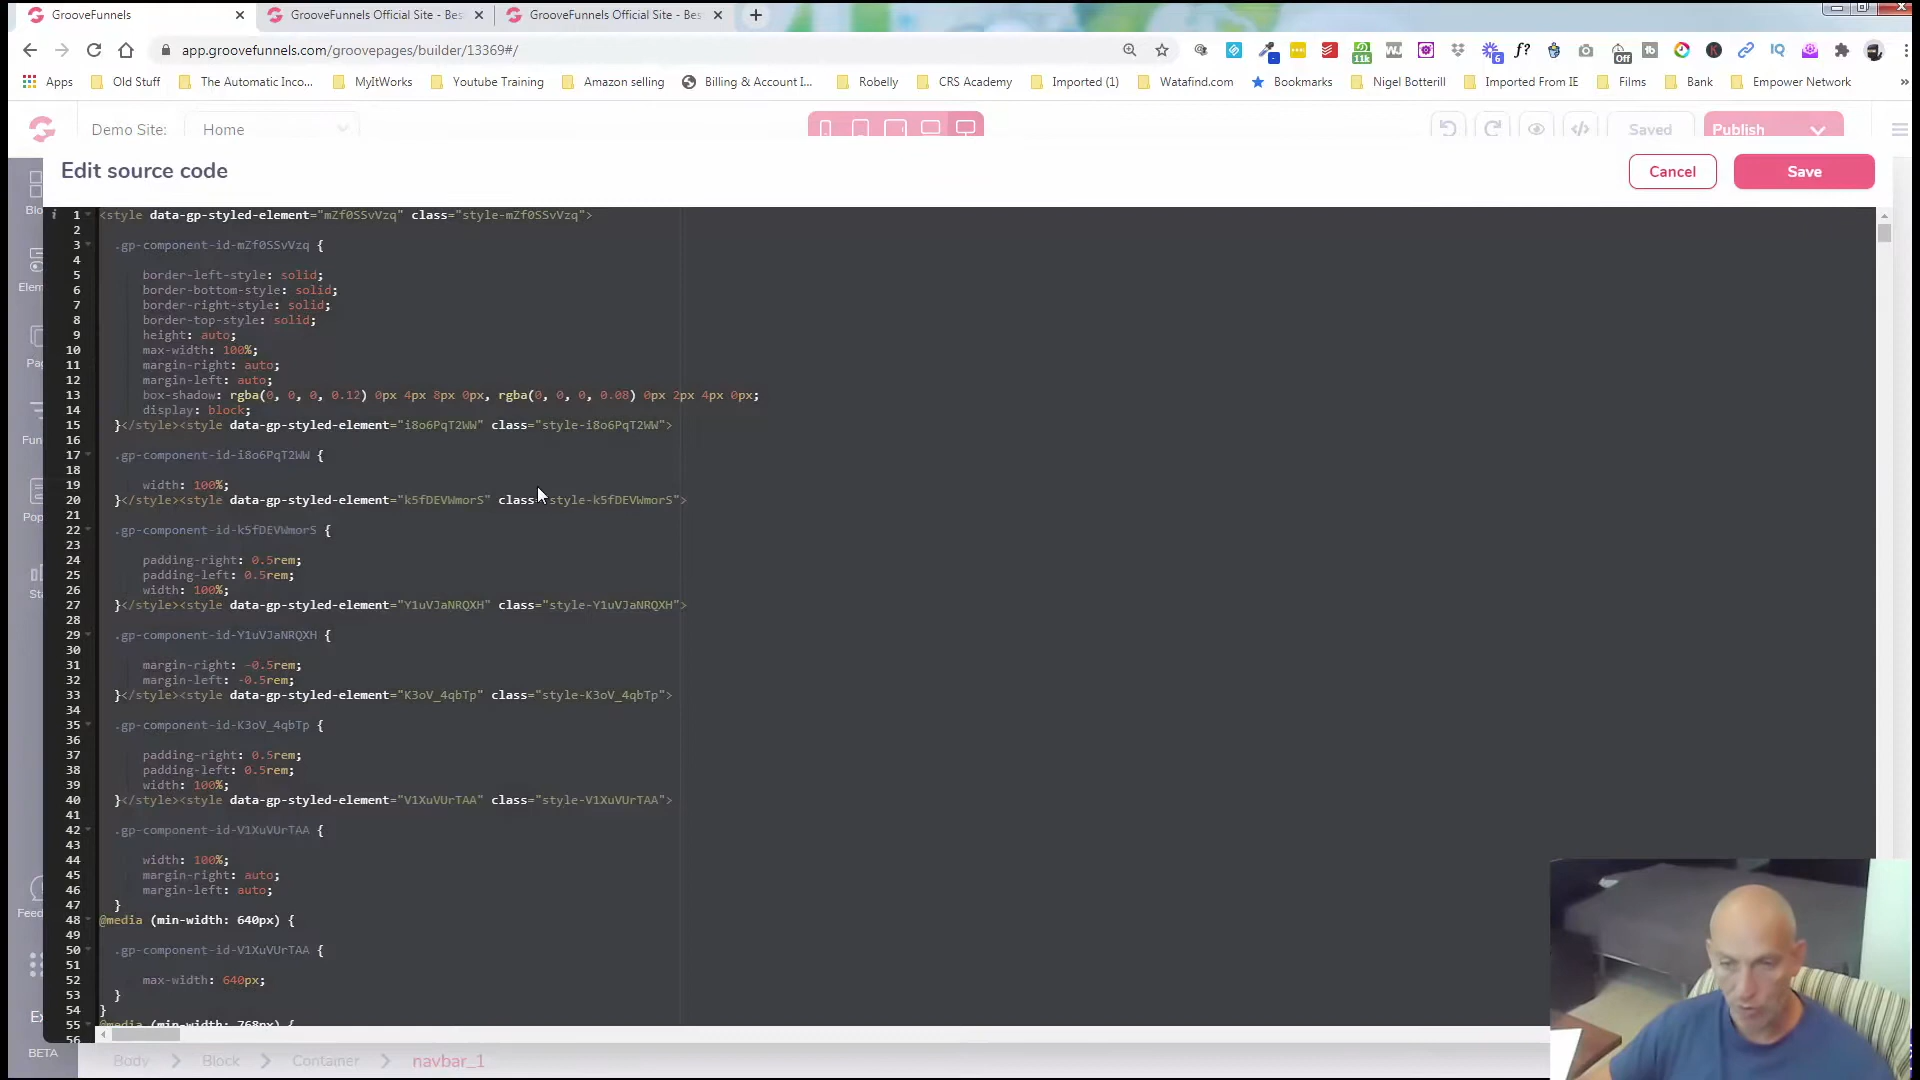 GrooveFunnels
GrooveFunnels Official Site - Bes
GrooveFunnels Official Site - Bes
app.groovefunnels.com/groovepages/builder/13369#/
Apps
Old Stuff
The Automatic Inco...
MyItWorks
Youtube Training
Amazon selling
Billing & Account I...
Robelly
CRS Academy
Imported (1)
Watafind.com
Bookmarks
Nigel Botterill
Imported From IE
Films
Bank
Empower Network
Demo Site:
Home
Saved
Publish
Edit source code
Cancel
Save
1 <style data-gp-styled-element="mZf0SSvVzq" class="style-mZf0SSvVzq">
2
3 .gp-component-id-mZf0SSvVzq {
4
5 border-left-style: solid;
6 border-bottom-style: solid;
7 border-right-style: solid;
8 border-top-style: solid;
9 height: auto;
10 max-width: 100%;
11 margin-right: auto;
12 margin-left: auto;
13 box-shadow: rgba(0, 0, 0, 0.12) 0px 4px 8px 0px, rgba(0, 0, 0, 0.08) 0px 2px 4px 0px;
14 display: block;
15 }</style><style data-gp-styled-element="i8o6PqT2WW" class="style-i8o6PqT2WW">
16
17 .gp-component-id-i8o6PqT2WW {
18
19 width: 100%;
20 }</style><style data-gp-styled-element="k5fDEVWmorS" class="style-k5fDEVWmorS">
21
22 .gp-component-id-k5fDEVWmorS {
23
24 padding-right: 0.5rem;
25 padding-left: 0.5rem;
26 width: 100%;
27 }</style><style data-gp-styled-element="Y1uVJaNRQXH" class="style-Y1uVJaNRQXH">
28
29 .gp-component-id-Y1uVJaNRQXH {
30
31 margin-right: -0.5rem;
32 margin-left: -0.5rem;
33 }</style><style data-gp-styled-element="K3oV_4qbTp" class="style-K3oV_4qbTp">
34
35 .gp-component-id-K3oV_4qbTp {
36
37 padding-right: 0.5rem;
38 padding-left: 0.5rem;
39 width: 100%;
40 }</style><style data-gp-styled-element="V1XuVUrTAA" class="style-V1XuVUrTAA">
41
42 .gp-component-id-V1XuVUrTAA {
43
44 width: 100%;
45 margin-right: auto;
46 margin-left: auto;
47 }
48 @media (min-width: 640px) {
49
50 .gp-component-id-V1XuVUrTAA {
51
52 max-width: 640px;
53 }
54 }
55 @media (min-width: 768px) {
56
BETA
Body
Block
Container
navbar_1